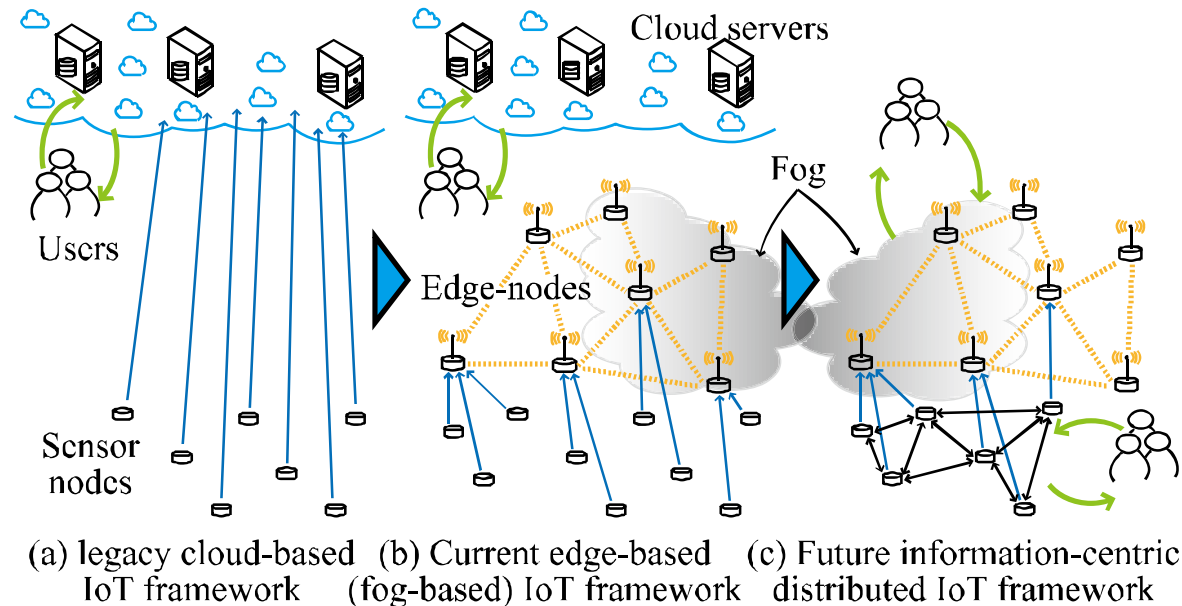 Cloud servers
Fog
Users
Edge-nodes
Sensor
nodes
(a) legacy cloud-based
IoT framework
(b) Current edge-based
(fog-based) IoT framework
(c) Future information-centric
distributed IoT framework